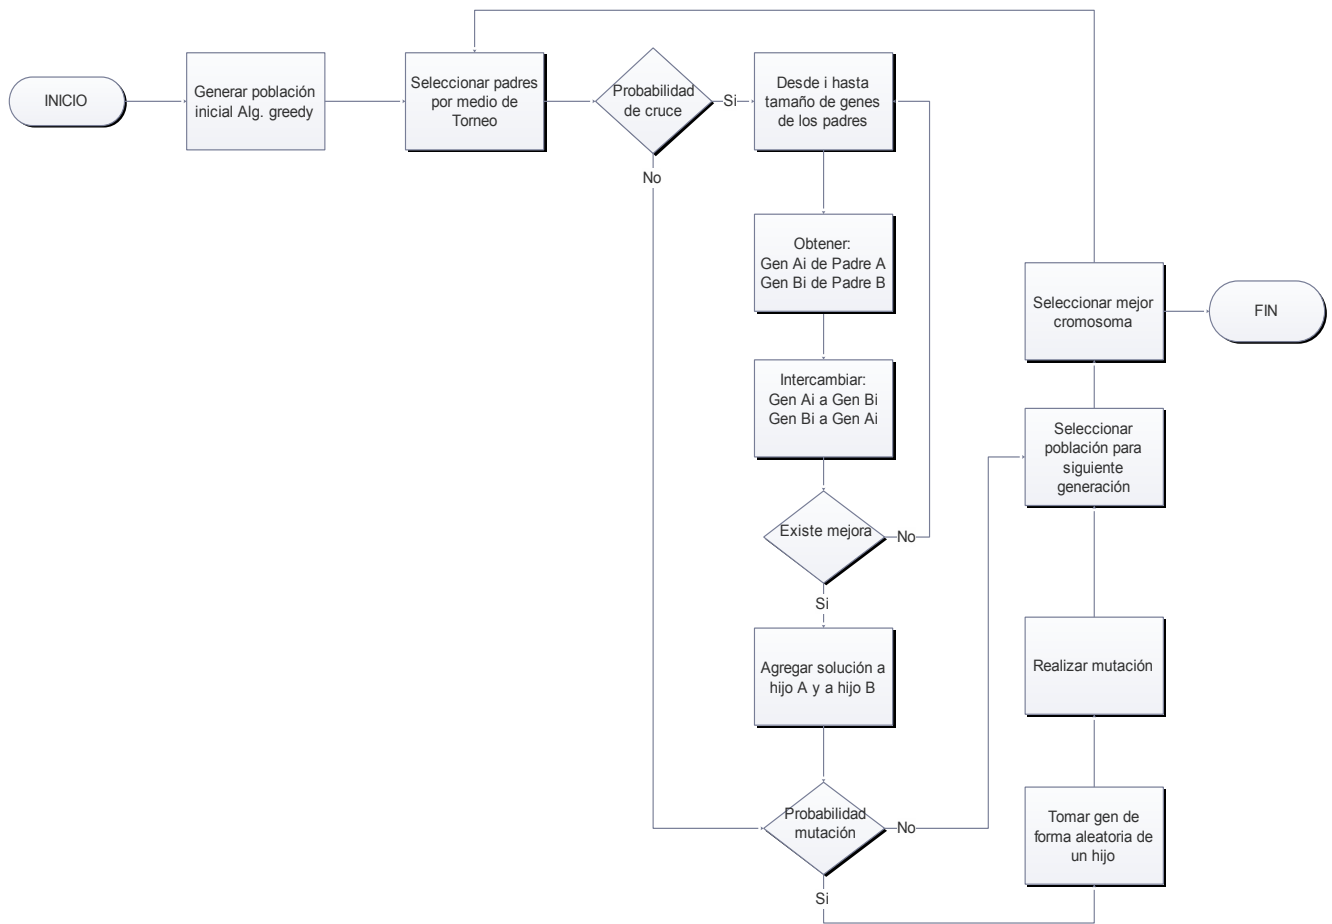 INICIO
Generar población
inicial Alg. greedy
Seleccionar padres
por medio de
Torneo
Probabilidad
de cruce
Si
No
Desde i hasta
tamaño de genes
de los padres
Obtener:
Gen Ai de Padre A
Gen Bi de Padre B
Intercambiar:
Gen Ai a Gen Bi
Gen Bi a Gen Ai
Existe mejora
No
Si
Agregar solución a
hijo A y a hijo B
Probabilidad
mutación
No
Si
Tomar gen de
forma aleatoria de
un hijo
Realizar mutación
Seleccionar
población para
siguiente
generación
Seleccionar mejor
cromosoma
FIN